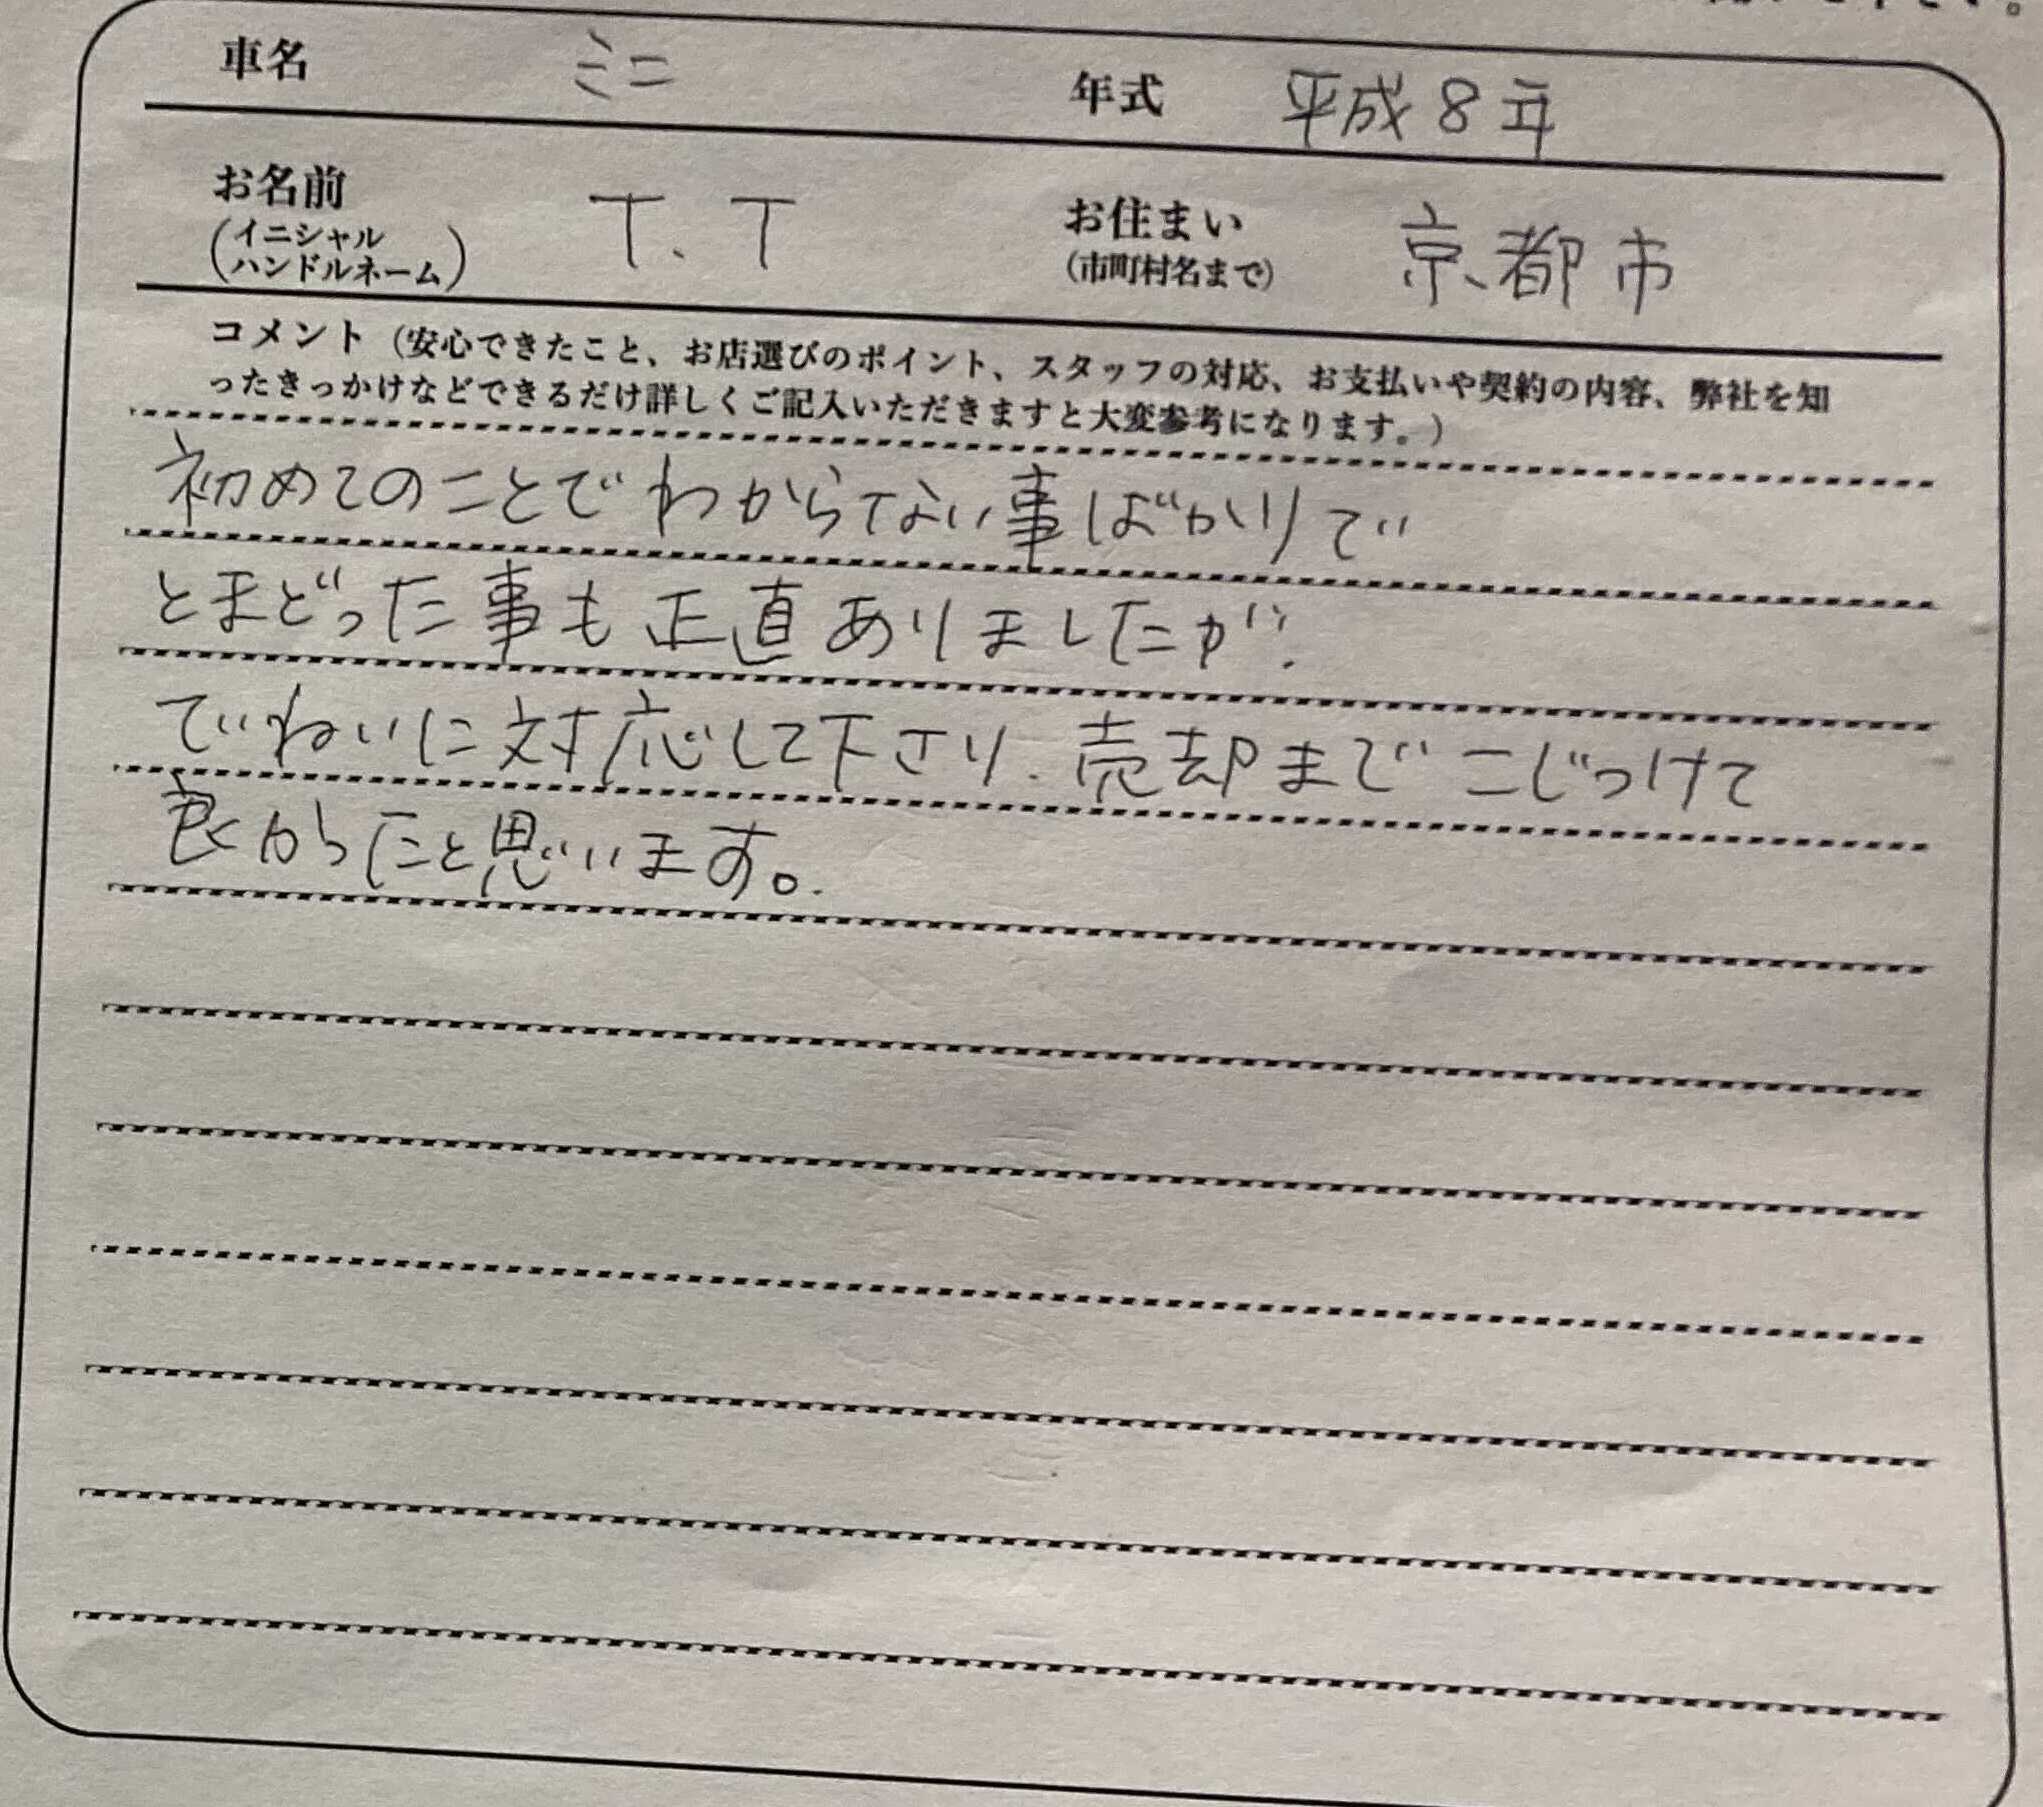 車名 ミニ 年式 平成8年
お名前 (イニシャル ハンドルネーム) T.T お住まい (市町村名まで) 京都市
コメント（安心できたこと、お店選びのポイント、スタッフの対応、お支払いや契約の内容、弊社を知
ったきっかけなどできるだけ詳しくご記入いただきますと大変参考になります。）
初めてのことでわからない事ばかりで
とまどった事も正直ありましたが、
ていねいに対応して下さり、売却までこじつけて
良からたと思います。